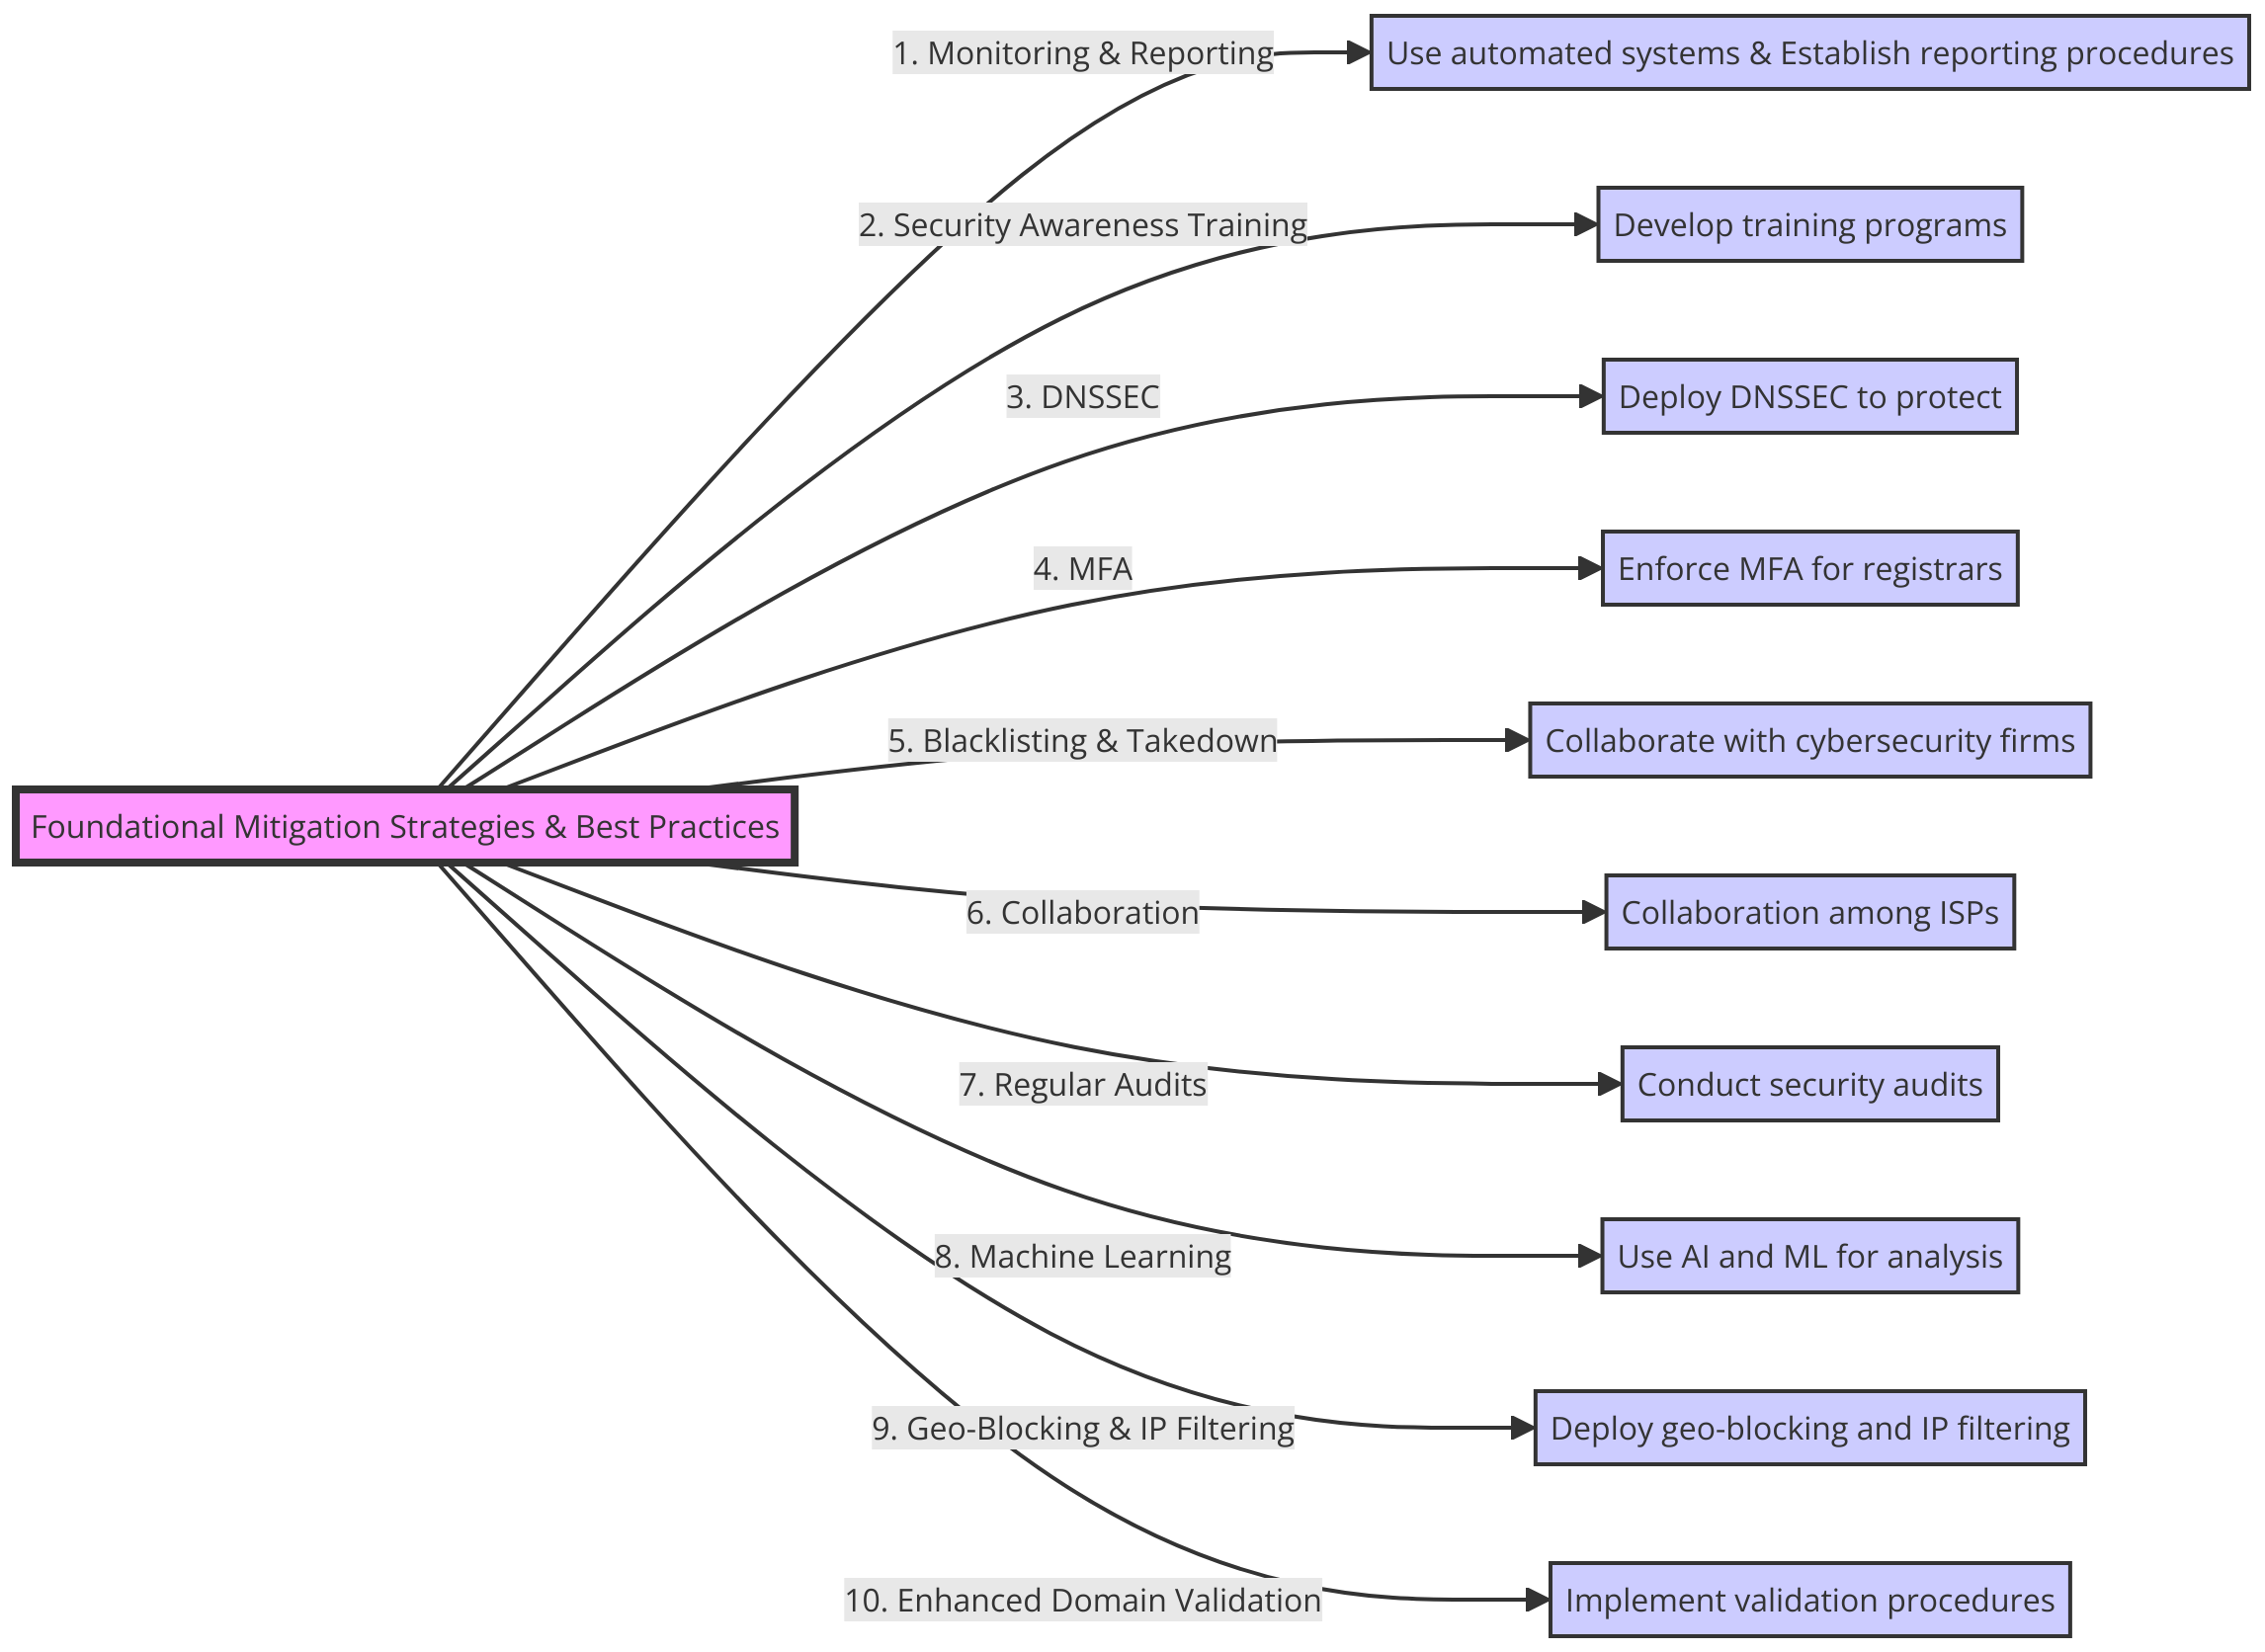 1. Monitoring & Reporting
Use automated systems & Establish reporting procedures
2. Security Awareness Training
Develop training programs
3. DNSSEC
Deploy DNSSEC to protect
4. MFA
Enforce MFA for registrars
5. Blacklisting & Takedown
Collaborate with cybersecurity firms
Foundational Mitigation Strategies & Best Practices
6. Collaboration
Collaboration among ISPs
7. Regular Audits
Conduct security audits
8. Machine Learning
Use AI and ML for analysis
9. Geo-Blocking & IP Filtering
Deploy geo-blocking and IP filtering
10. Enhanced Domain Validation
Implement validation procedures